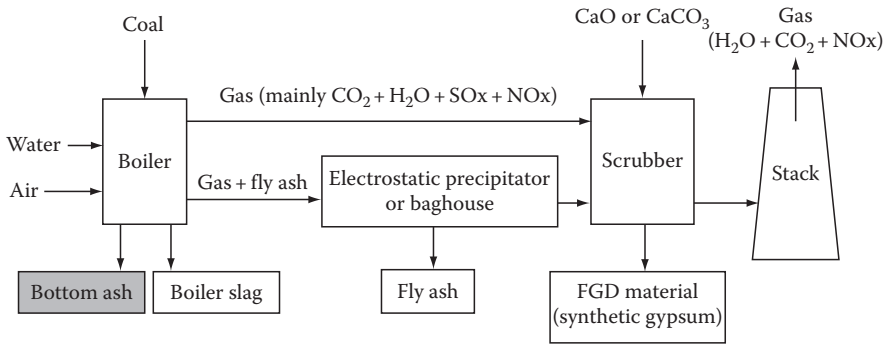 Coal
CaO or CaCO₃
Gas
(H₂O + CO₂ + NOx)
Gas (mainly CO₂ + H₂O + SOx + NOx)
Water
Boiler
Scrubber
Stack
Air
Gas + fly ash
Electrostatic precipitator
or baghouse
Bottom ash
Boiler slag
Fly ash
FGD material
(synthetic gypsum)